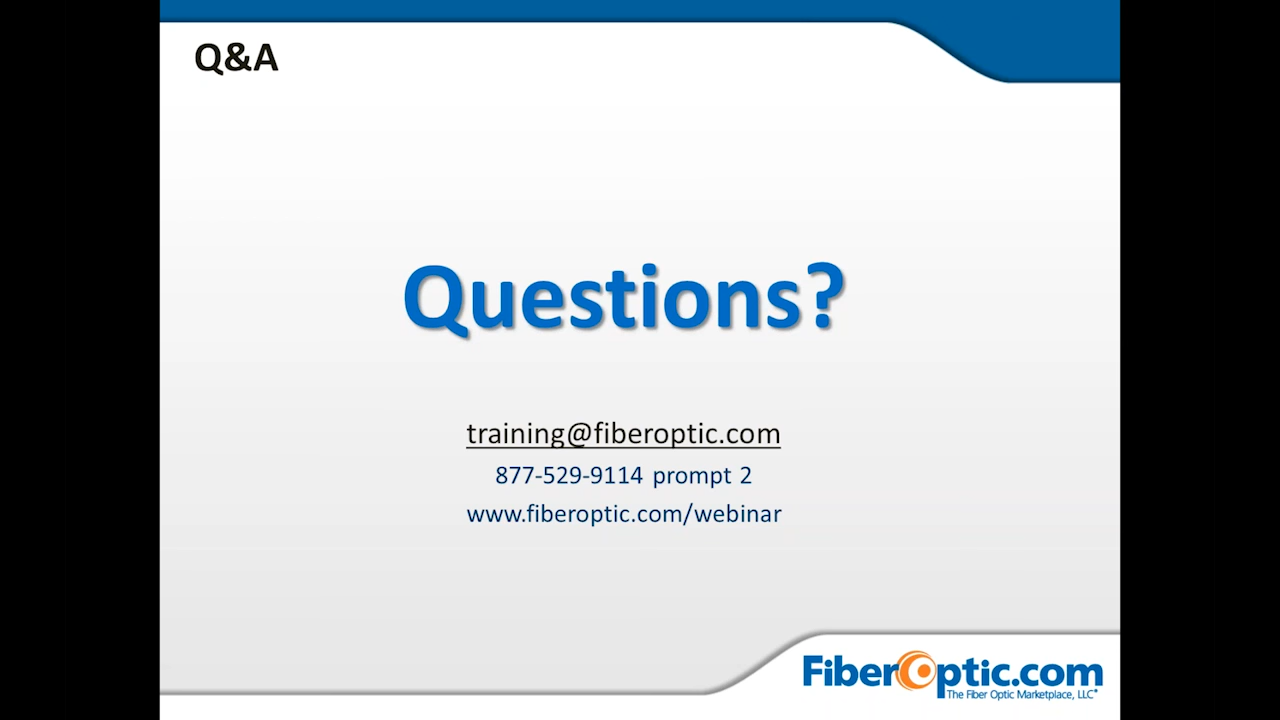 Q&A
Questions?
training@fiberoptic.com
877-529-9114 prompt 2
www.fiberoptic.com/webinar
FiberOptic.com
The Fiber Optic Marketplace, LLC®